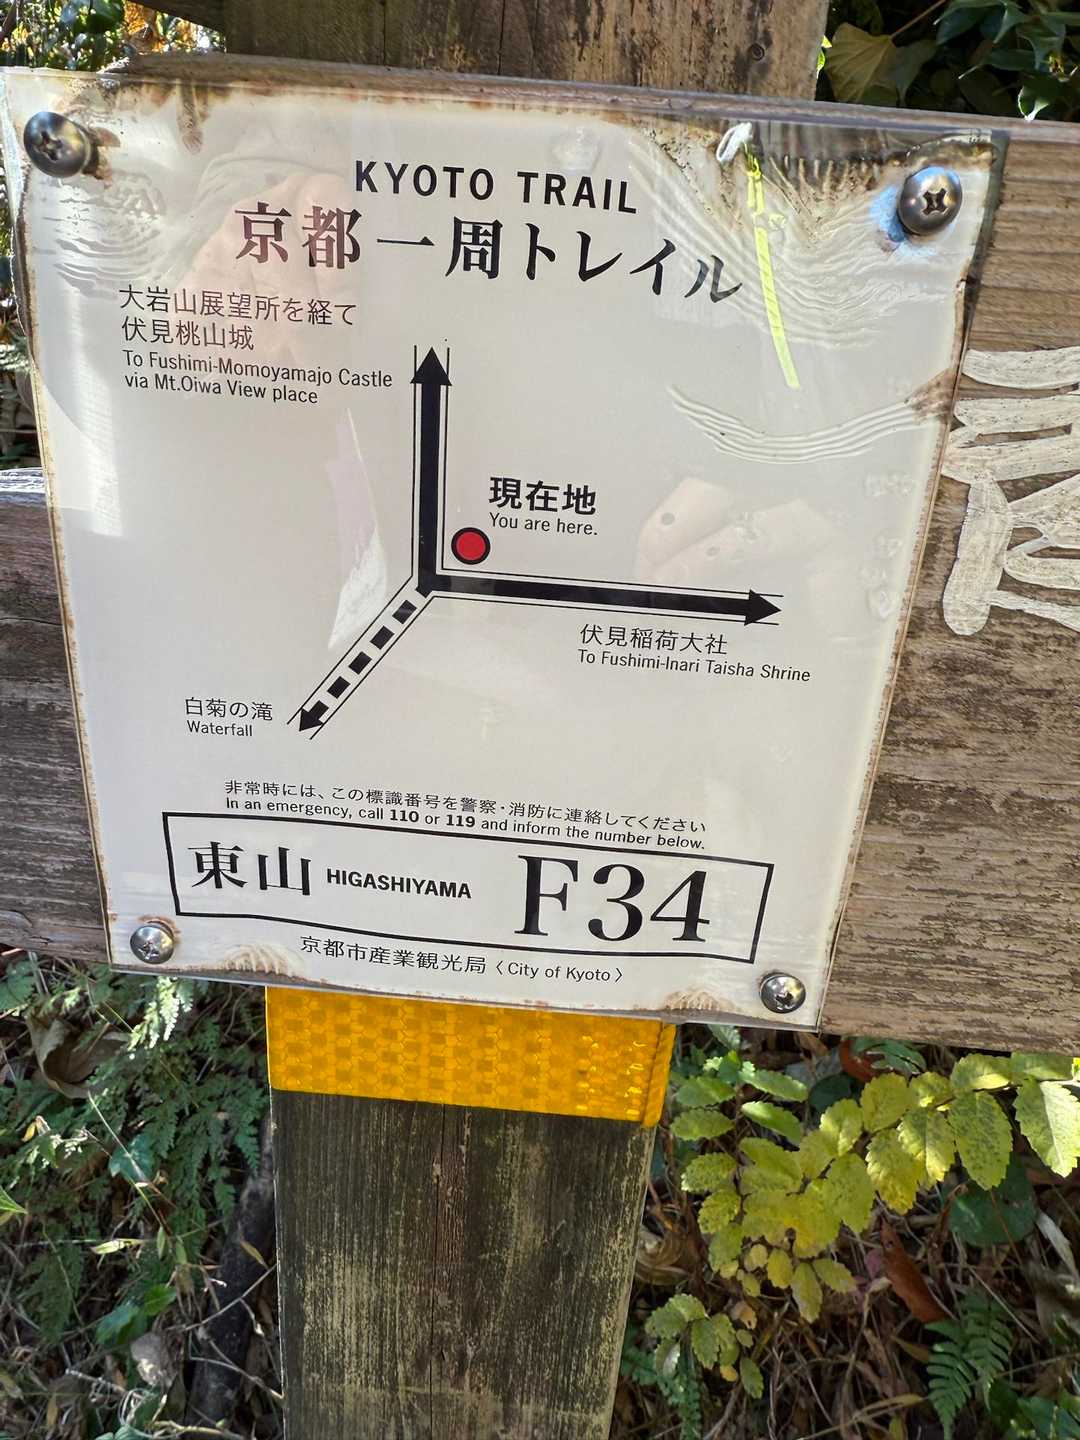 KYOTO TRAIL
京都一周トレイル
大岩山展望所を経て
伏見桃山城
To Fushimi-Momoyamajo Castle
via Mt.Oiwa View place
現在地
You are here.
伏見稲荷大社
To Fushimi-Inari Taisha Shrine
白菊の滝
Waterfall
非常時には、この標識番号を警察・消防に連絡してください
In an emergency, call 110 or 119 and inform the number below.
東山 HIGASHIYAMA F34
京都市産業観光局〈City of Kyoto〉